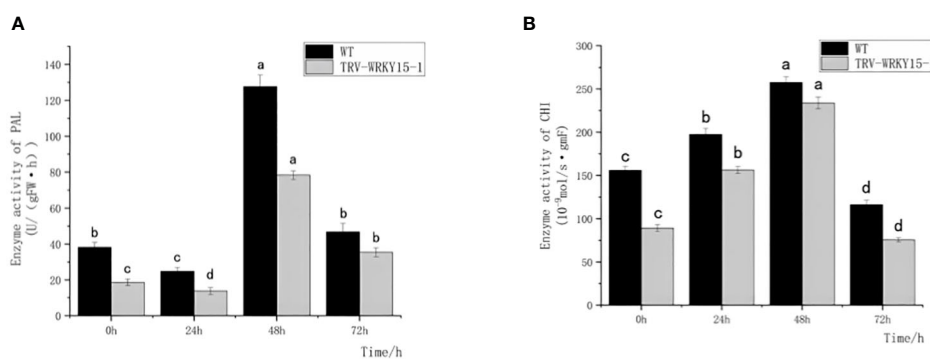 A
Enzyme activity of PAL
(U/ (gFW•h))
140
120
100
80
60
40
20
0
WT
TRV-WRKY15-1
b
c
c
d
a
a
b
b
0h
24h
48h
72h
Time/h
B
Enzyme activity of CHI
(10⁻⁹mol/s•gmF)
300
250
200
150
100
50
0
WT
TRV-WRKY15-
c
c
b
b
a
a
d
d
0h
24h
48h
72h
Time/h